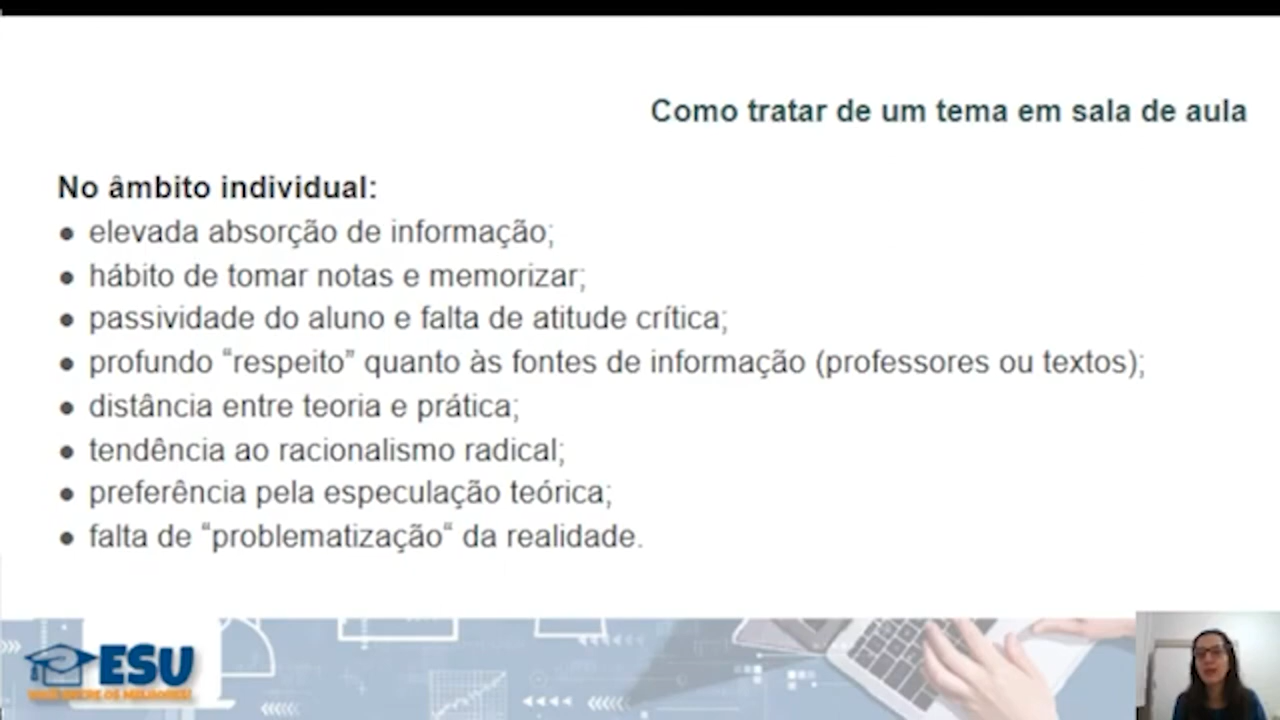 Como tratar de um tema em sala de aula
No âmbito individual:
● elevada absorção de informação;
● hábito de tomar notas e memorizar;
● passividade do aluno e falta de atitude crítica;
● profundo “respeito” quanto às fontes de informação (professores ou textos);
● distância entre teoria e prática;
● tendência ao racionalismo radical;
● preferência pela especulação teórica;
● falta de “problematização“ da realidade.
ESU